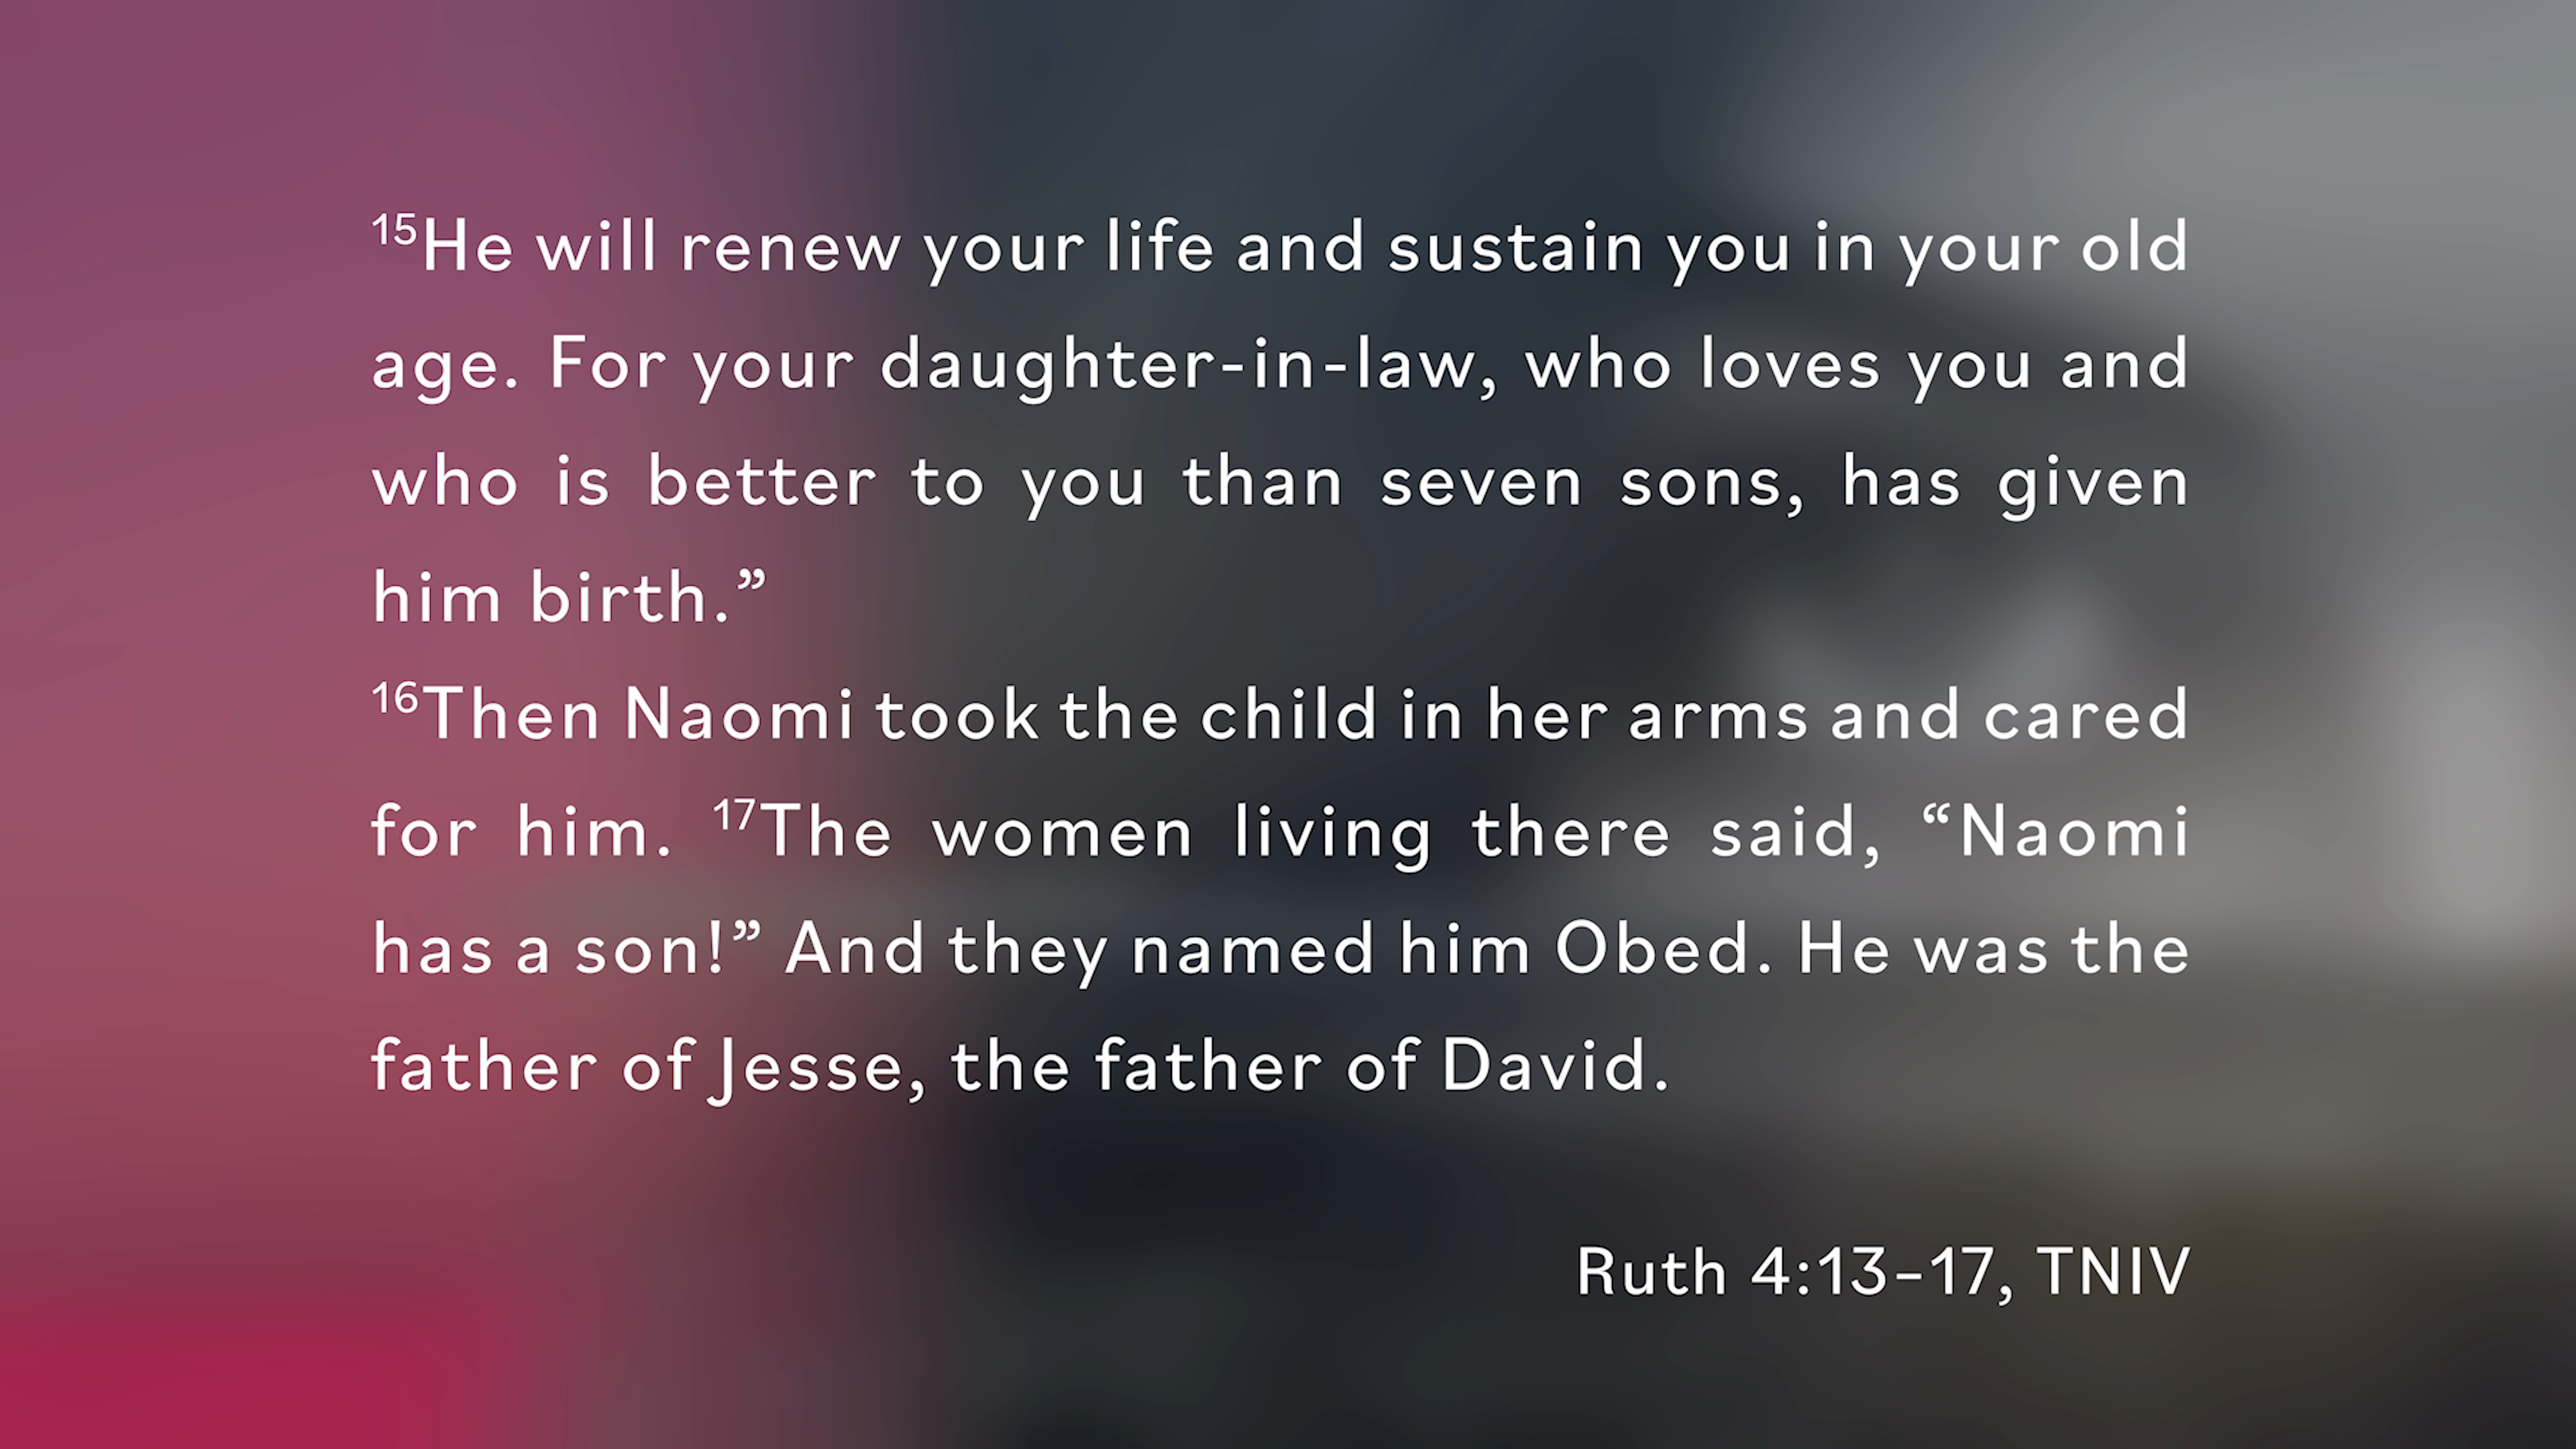 ¹⁵He will renew your life and sustain you in your old
age. For your daughter-in-law, who loves you and
who is better to you than seven sons, has given
him birth.”
¹⁶Then Naomi took the child in her arms and cared
for him. ¹⁷The women living there said, “Naomi
has a son!” And they named him Obed. He was the
father of Jesse, the father of David.
Ruth 4:13–17, TNIV